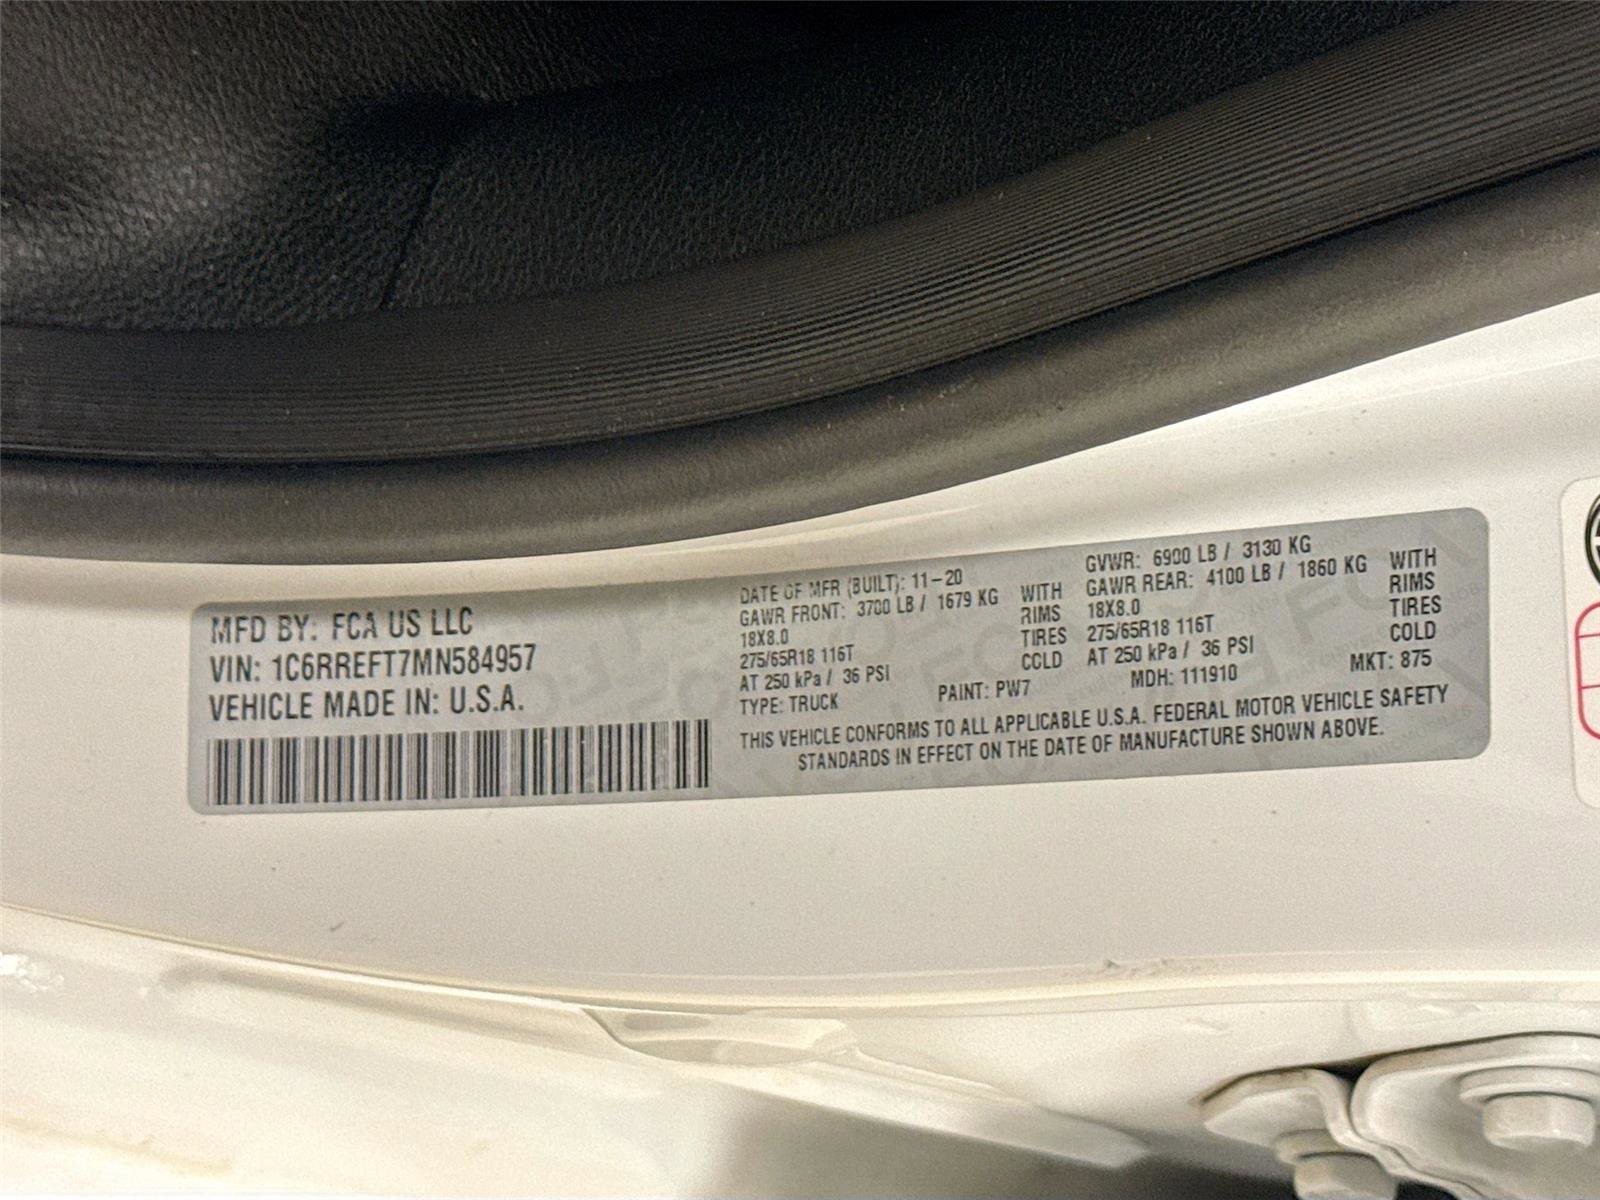 MFD BY: FCA US LLC
VIN: 1C6RREFT7MN584957
VEHICLE MADE IN: U.S.A.
DATE OF MFR (BUILT): 11-20
GAWR FRONT: 3700 LB / 1679 KG WITH
18X8.0 RIMS
275/65R18 116T TIRES
AT 250 kPa / 36 PSI COLD
TYPE: TRUCK PAINT: PW7
GVWR: 6900 LB / 3130 KG
GAWR REAR: 4100 LB / 1860 KG WITH
18X8.0 RIMS
275/65R18 116T TIRES
AT 250 kPa / 36 PSI COLD
MDH: 111910 MKT: 875
THIS VEHICLE CONFORMS TO ALL APPLICABLE U.S.A. FEDERAL MOTOR VEHICLE SAFETY
STANDARDS IN EFFECT ON THE DATE OF MANUFACTURE SHOWN ABOVE.